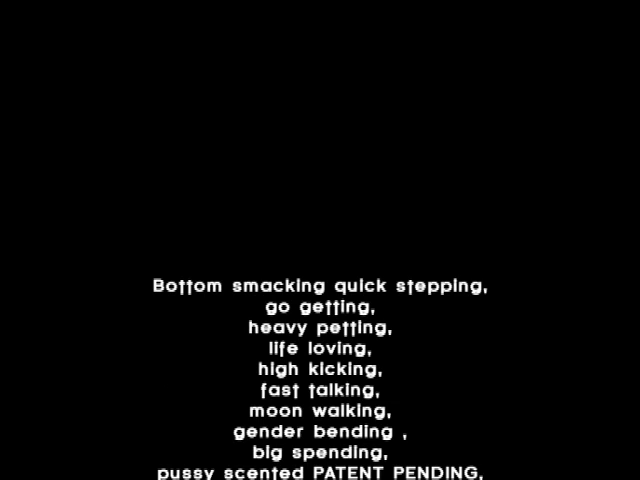 Bottom smacking quick stepping,
go getting,
heavy petting,
life loving,
high kicking,
fast talking,
moon walking,
gender bending ,
big spending,
pussy scented PATENT PENDING,